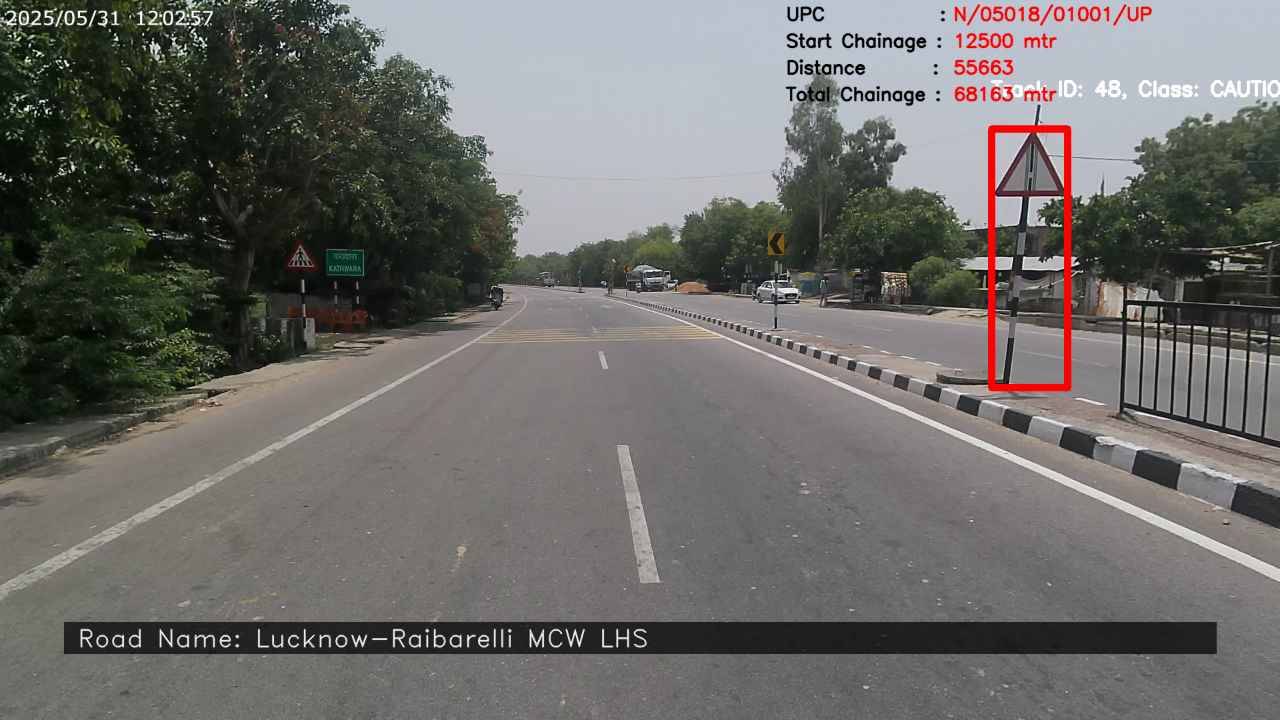 2025/05/31 12:02:57
UPC : N/05018/01001/UP
Start Chainage : 12500 mtr
Distance : 55663
Total Chainage : 68163 mtr
Track ID: 48, Class: CAUTIO
KATHWARA
Road Name: Lucknow-Raibarelli MCW LHS